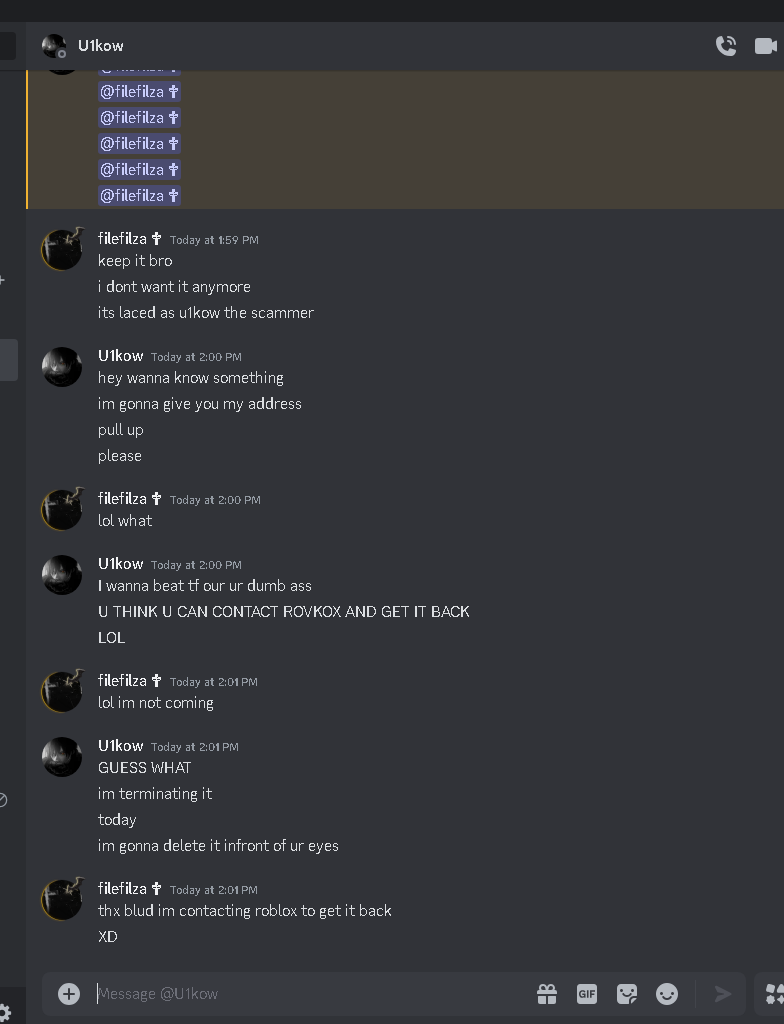 U1kow
@filefilza ✝
@filefilza ✝
@filefilza ✝
@filefilza ✝
@filefilza ✝
@filefilza ✝
filefilza ✝ Today at 1:59 PM
keep it bro
i dont want it anymore
its laced as u1kow the scammer
U1kow Today at 2:00 PM
hey wanna know something
im gonna give you my address
pull up
please
filefilza ✝ Today at 2:00 PM
lol what
U1kow Today at 2:00 PM
I wanna beat tf our ur dumb ass
U THINK U CAN CONTACT ROVKOX AND GET IT BACK
LOL
filefilza ✝ Today at 2:01 PM
lol im not coming
U1kow Today at 2:01 PM
GUESS WHAT
im terminating it
today
im gonna delete it infront of ur eyes
filefilza ✝ Today at 2:01 PM
thx blud im contacting roblox to get it back
XD
Message @U1kow
GIF